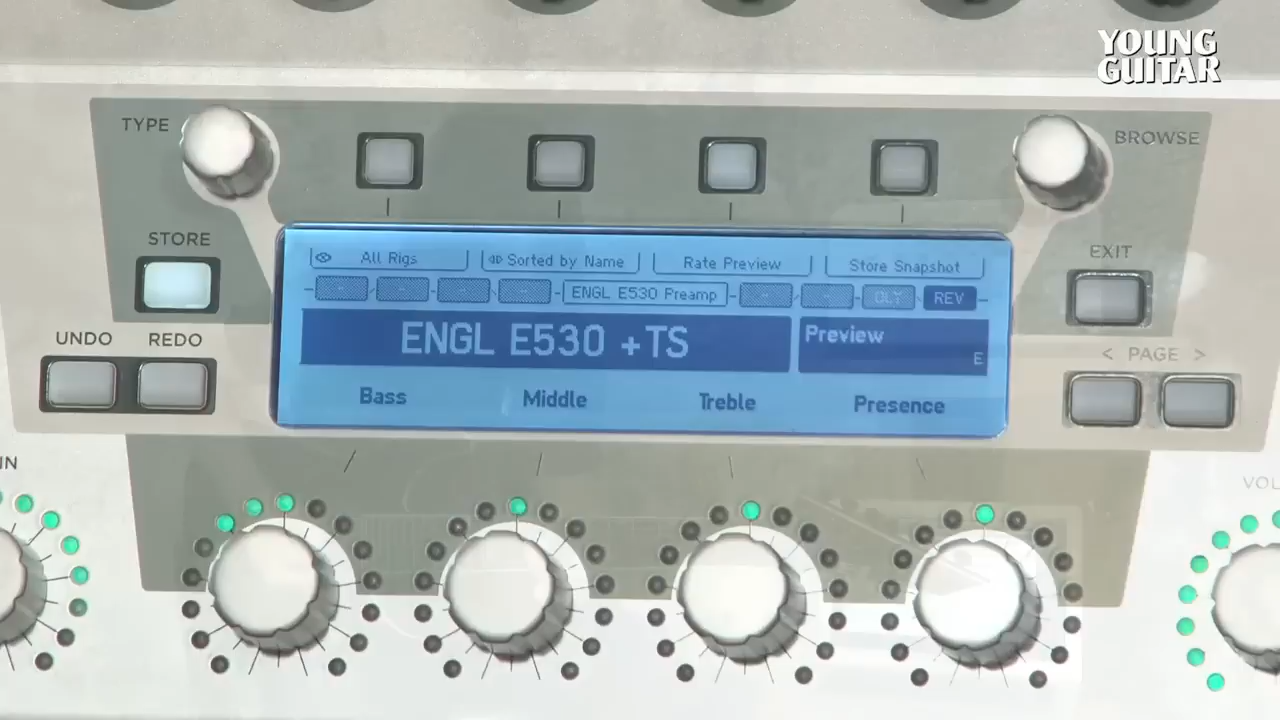 YOUNG
GUITAR
TYPE
BROWSE
STORE
EXIT
All Rigs
Sorted by Name
Rate Preview
Store Snapshot
ENGL E530 Preamp
DLY
REV
UNDO
REDO
ENGL E530 +TS
Preview
E
< PAGE >
Bass
Middle
Treble
Presence
IN
VOL